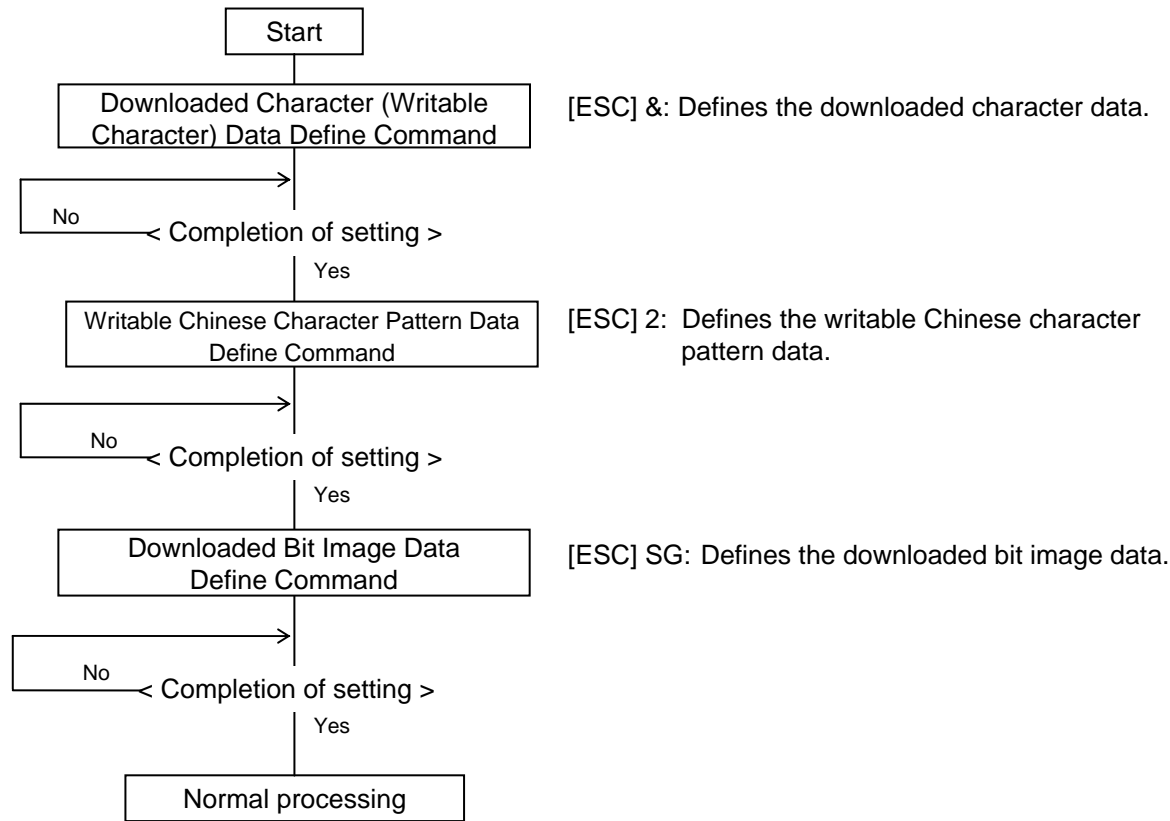 Start
Downloaded Character (Writable
Character) Data Define Command
[ESC] &: Defines the downloaded character data.
No
< Completion of setting >
Yes
Writable Chinese Character Pattern Data
Define Command
[ESC] 2: Defines the writable Chinese character
pattern data.
No
< Completion of setting >
Yes
Downloaded Bit Image Data
Define Command
[ESC] SG: Defines the downloaded bit image data.
No
< Completion of setting >
Yes
Normal processing